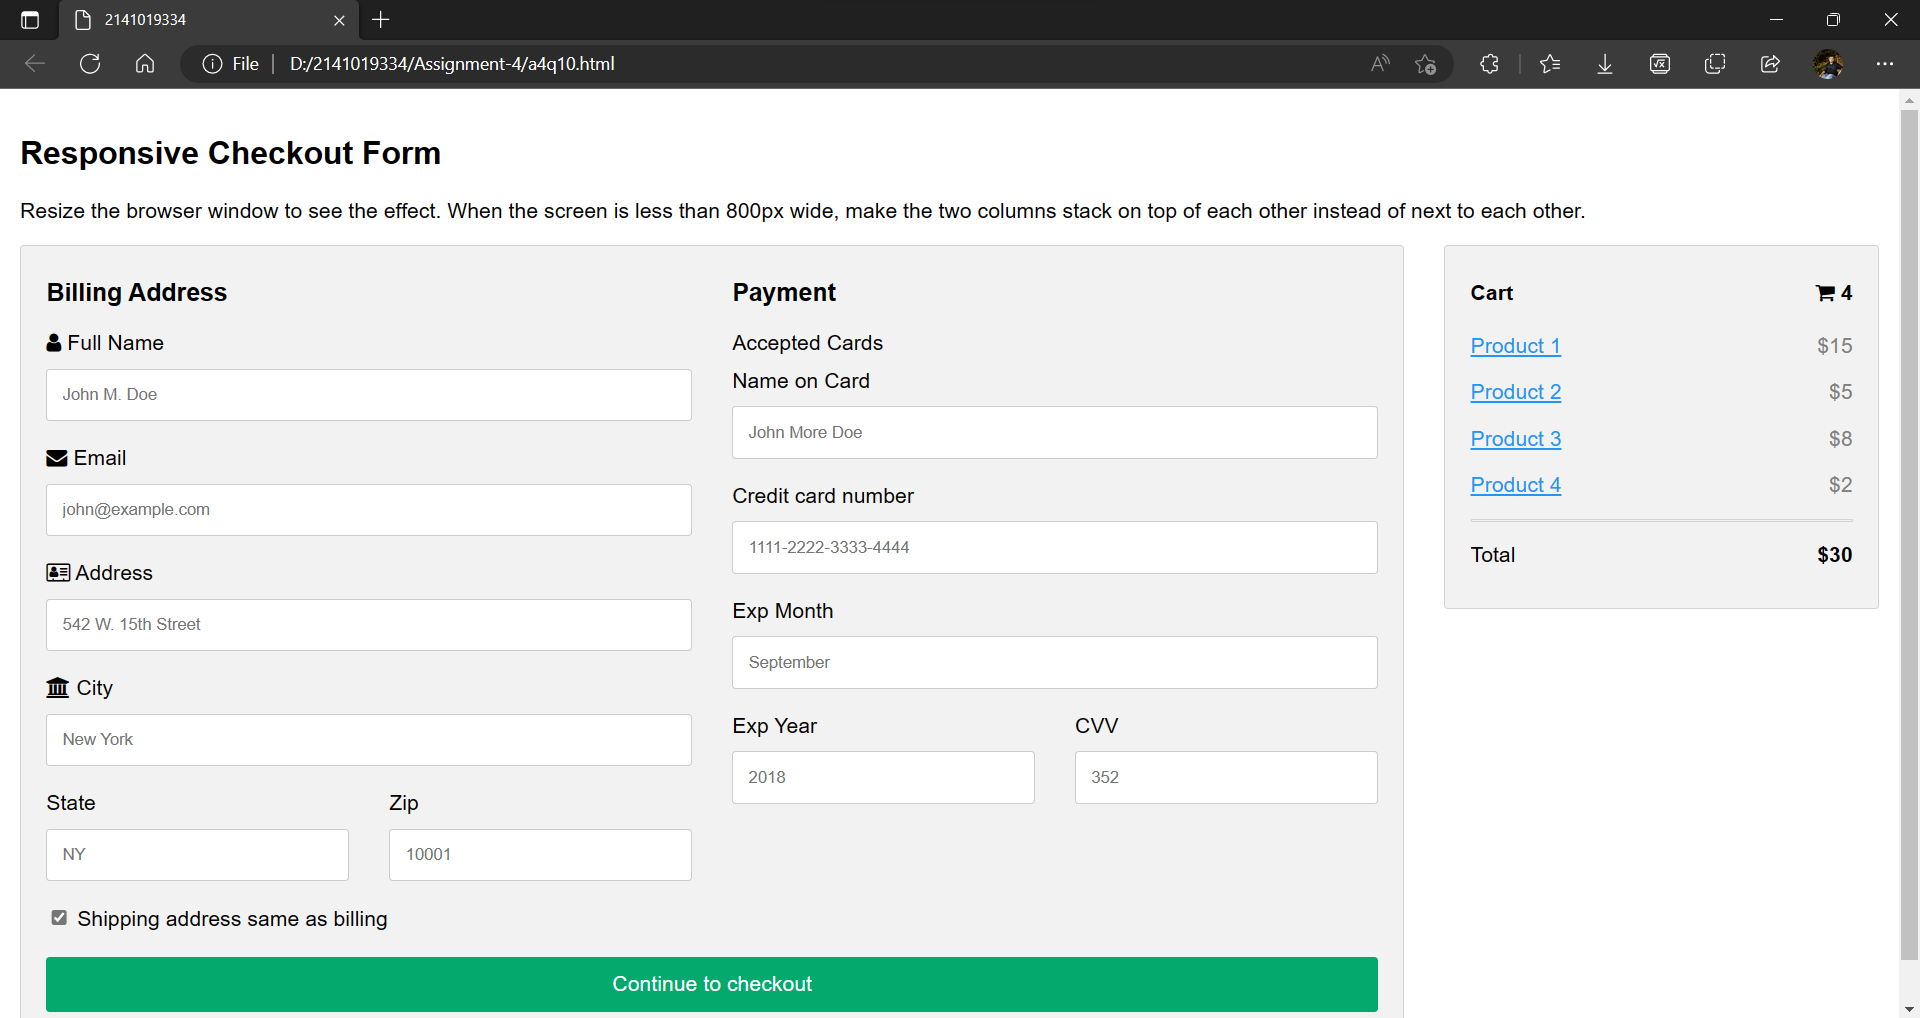 2141019334
File
D:/2141019334/Assignment-4/a4q10.html
Responsive Checkout Form
Resize the browser window to see the effect. When the screen is less than 800px wide, make the two columns stack on top of each other instead of next to each other.
Billing Address
Full Name
John M. Doe
Email
john@example.com
Address
542 W. 15th Street
City
New York
State
Zip
NY
10001
Shipping address same as billing
Payment
Accepted Cards
Name on Card
John More Doe
Credit card number
1111-2222-3333-4444
Exp Month
September
Exp Year
CVV
2018
352
Continue to checkout
Cart 4
Product 1 $15
Product 2 $5
Product 3 $8
Product 4 $2
Total $30